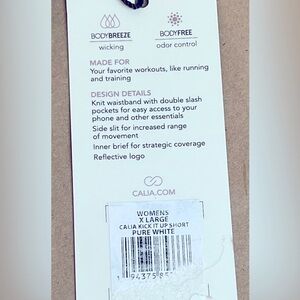 BODYBREEZE
wicking
BODYFREE
odor control
MADE FOR
Your favorite workouts, like running
and training
DESIGN DETAILS
Knit waistband with double slash
pockets for easy access to your
phone and other essentials
Side slit for increased range
of movement
Inner brief for strategic coverage
Reflective logo
CALIA.COM
WOMENS
X LARGE
CALIA KICK IT UP SHORT
PURE WHITE